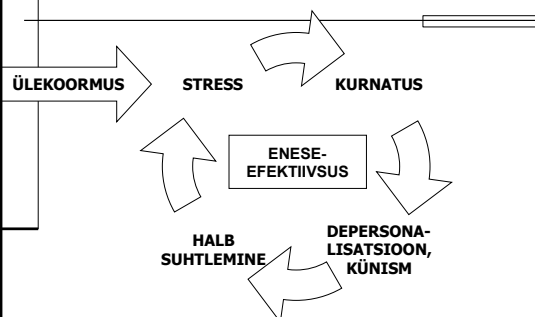 ÜLEKOORMUS
STRESS
KURNATUS
ENESE-
EFEKTIIVSUS
DEPERSONA-
LISATSIOON,
KÜNISM
HALB
SUHTLEMINE